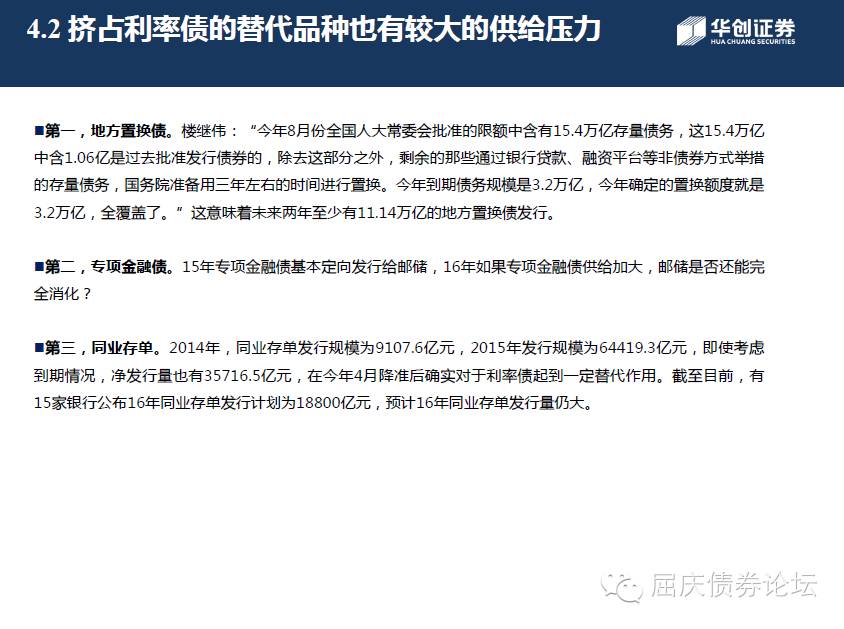 4.2 挤占利率债的替代品种也有较大的供给压力
华创证券
HUA CHUANG SECURITIES
■第一，地方置换债。楼继伟：“今年8月份全国人大常委会批准的限额中含有15.4万亿存量债务，这15.4万亿
中含1.06亿是过去批准发行债券的，除去这部分之外，剩余的那些通过银行贷款、融资平台等非债券方式举措
的存量债务，国务院准备用三年左右的时间进行置换。今年到期债务规模是3.2万亿，今年确定的置换额度就是
3.2万亿，全覆盖了。”这意味着未来两年至少有11.14万亿的地方置换债发行。
■第二，专项金融债。15年专项金融债基本定向发行给邮储，16年如果专项金融债供给加大，邮储是否还能完
全消化？
■第三，同业存单。2014年，同业存单发行规模为9107.6亿元，2015年发行规模为64419.3亿元，即使考虑
到期情况，净发行量也有35716.5亿元，在今年4月降准后确实对于利率债起到一定替代作用。截至目前，有
15家银行公布16年同业存单发行计划为18800亿元，预计16年同业存单发行量仍大。
屈庆债券论坛